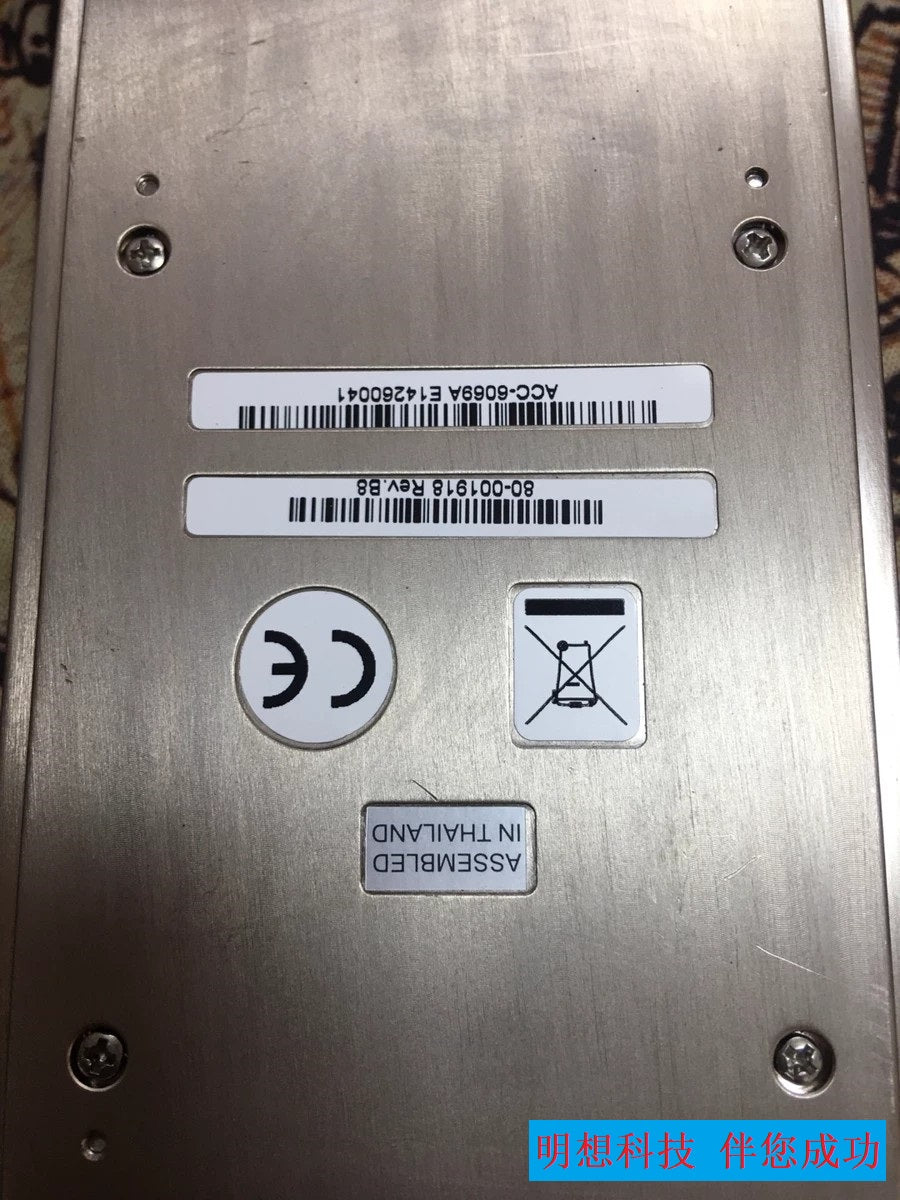 ACC-6069A E14260041
80-001918 Rev.B8
CE
ASSEMBLED
IN THAILAND
明想科技 伴您成功